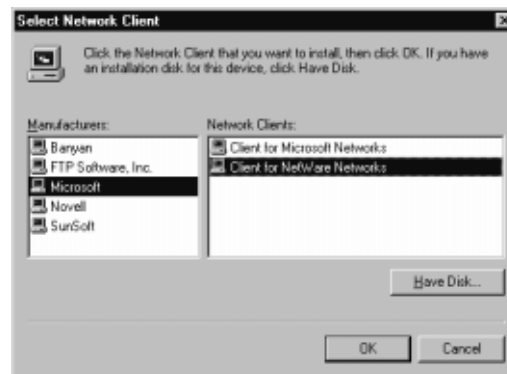 Select Network Client
Click the Network Client that you want to install, then click OK. If you have
an installation disk for this device, click Have Disk.
Manufacturers:
Banyan
FTP Software, Inc.
Microsoft
Novell
SunSoft
Network Clients:
Client for Microsoft Networks
Client for NetWare Networks
Have Disk...
OK
Cancel